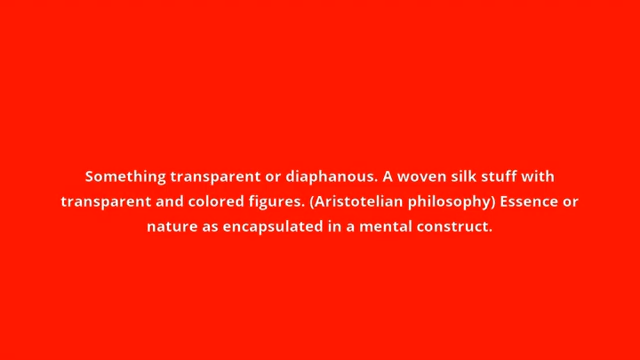 Something transparent or diaphanous. A woven silk stuff with
transparent and colored figures. (Aristotelian philosophy) Essence or
nature as encapsulated in a mental construct.